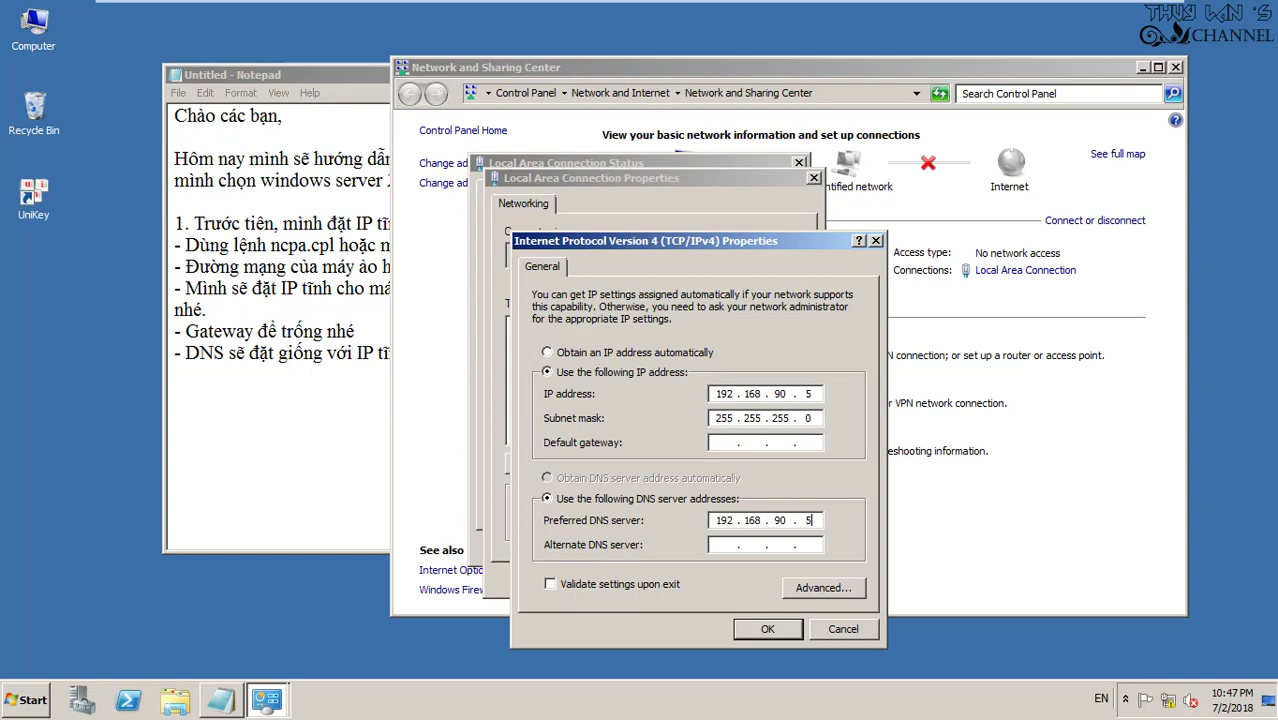 Computer
Recycle Bin
UniKey
THUY WIN 'S
CHANNEL
Untitled - Notepad
File Edit Format View Help
Chào các bạn,
Hôm nay mình sẽ hướng dẫn
mình chọn windows server
1. Trước tiên, mình đặt IP
- Dùng lệnh ncpa.cpl hoặc
- Đường mạng của máy ảo
- Mình sẽ đặt IP tĩnh cho
nhé.
- Gateway để trống nhé
- DNS sẽ đặt giống với IP
Network and Sharing Center
Control Panel Network and Internet Network and Sharing Center
Search Control Panel
Control Panel Home
Change ad
Change ad
View your basic network information and set up connections
See full map
ntified network
Internet
Connect or disconnect
Access type: No network access
Connections: Local Area Connection
N connection; or set up a router or access point.
r VPN network connection.
eshooting information.
See also
Internet Optio
Windows Firew
Local Area Connection Status
Local Area Connection Properties
Networking
Internet Protocol Version 4 (TCP/IPv4) Properties
General
You can get IP settings assigned automatically if your network supports
this capability. Otherwise, you need to ask your network administrator
for the appropriate IP settings.
Obtain an IP address automatically
Use the following IP address:
IP address: 192 . 168 . 90 . 5
Subnet mask: 255 . 255 . 255 . 0
Default gateway: . . .
Obtain DNS server address automatically
Use the following DNS server addresses:
Preferred DNS server: 192 . 168 . 90 . 5
Alternate DNS server: . . .
Validate settings upon exit
Advanced...
OK Cancel
Start
EN
10:47 PM
7/2/2018